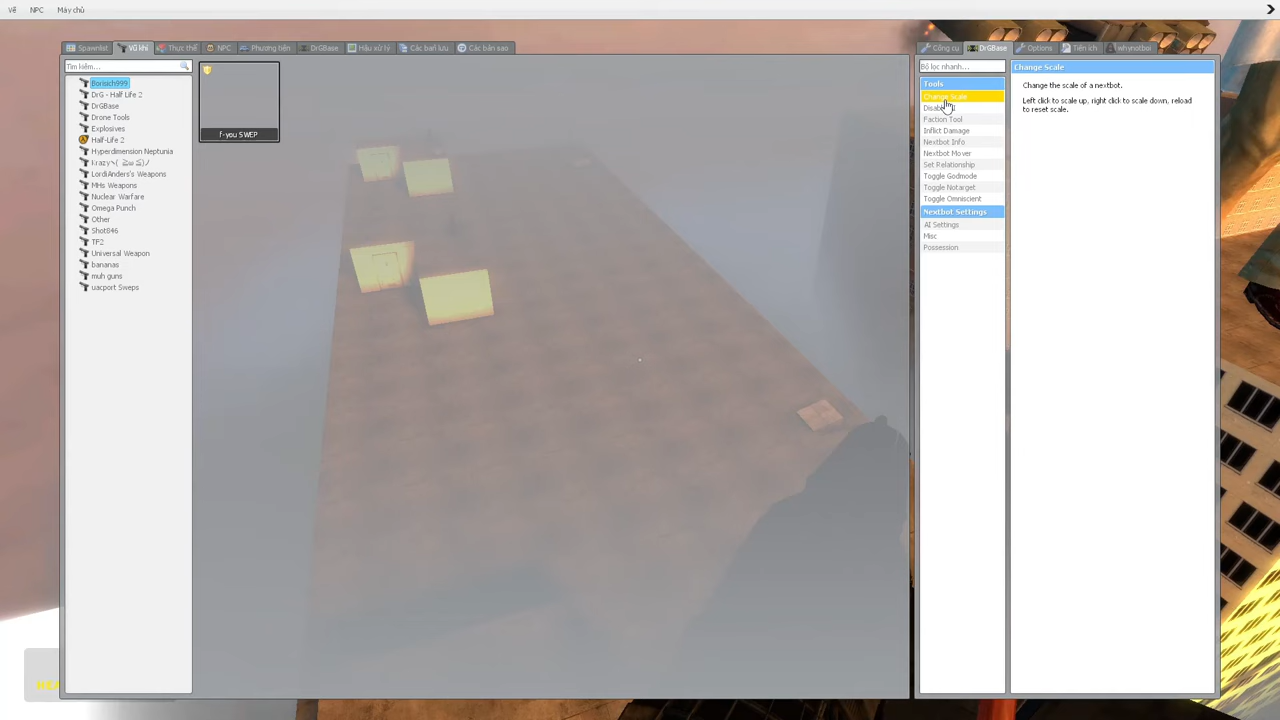 Vẽ NPC Máy chủ
Spawnlist Vũ khí Thực thể NPC Phương tiện DrGBase Hậu xử lý Các bản lưu Các bản sao
Công cụ DrGBase Options Tiện ích whynotboi
Tìm kiếm...
Borisich999
DrG - Half Life 2
DrGBase
Drone Tools
Explosives
Half-Life 2
Hyperdimension Neptunia
LordiAnders's Weapons
MHs Weapons
Nuclear Warfare
Omega Punch
Other
Shot846
TF2
Universal Weapon
bananas
muh guns
uacport Sweps
f-you SWEP
Bộ lọc nhanh...
Tools
Change Scale
Faction Tool
Inflict Damage
Nextbot Info
Nextbot Mover
Set Relationship
Toggle Godmode
Toggle Notarget
Toggle Omniscient
Nextbot Settings
AI Settings
Misc
Possession
Change Scale
Change the scale of a nextbot.
Left click to scale up, right click to scale down, reload
to reset scale.